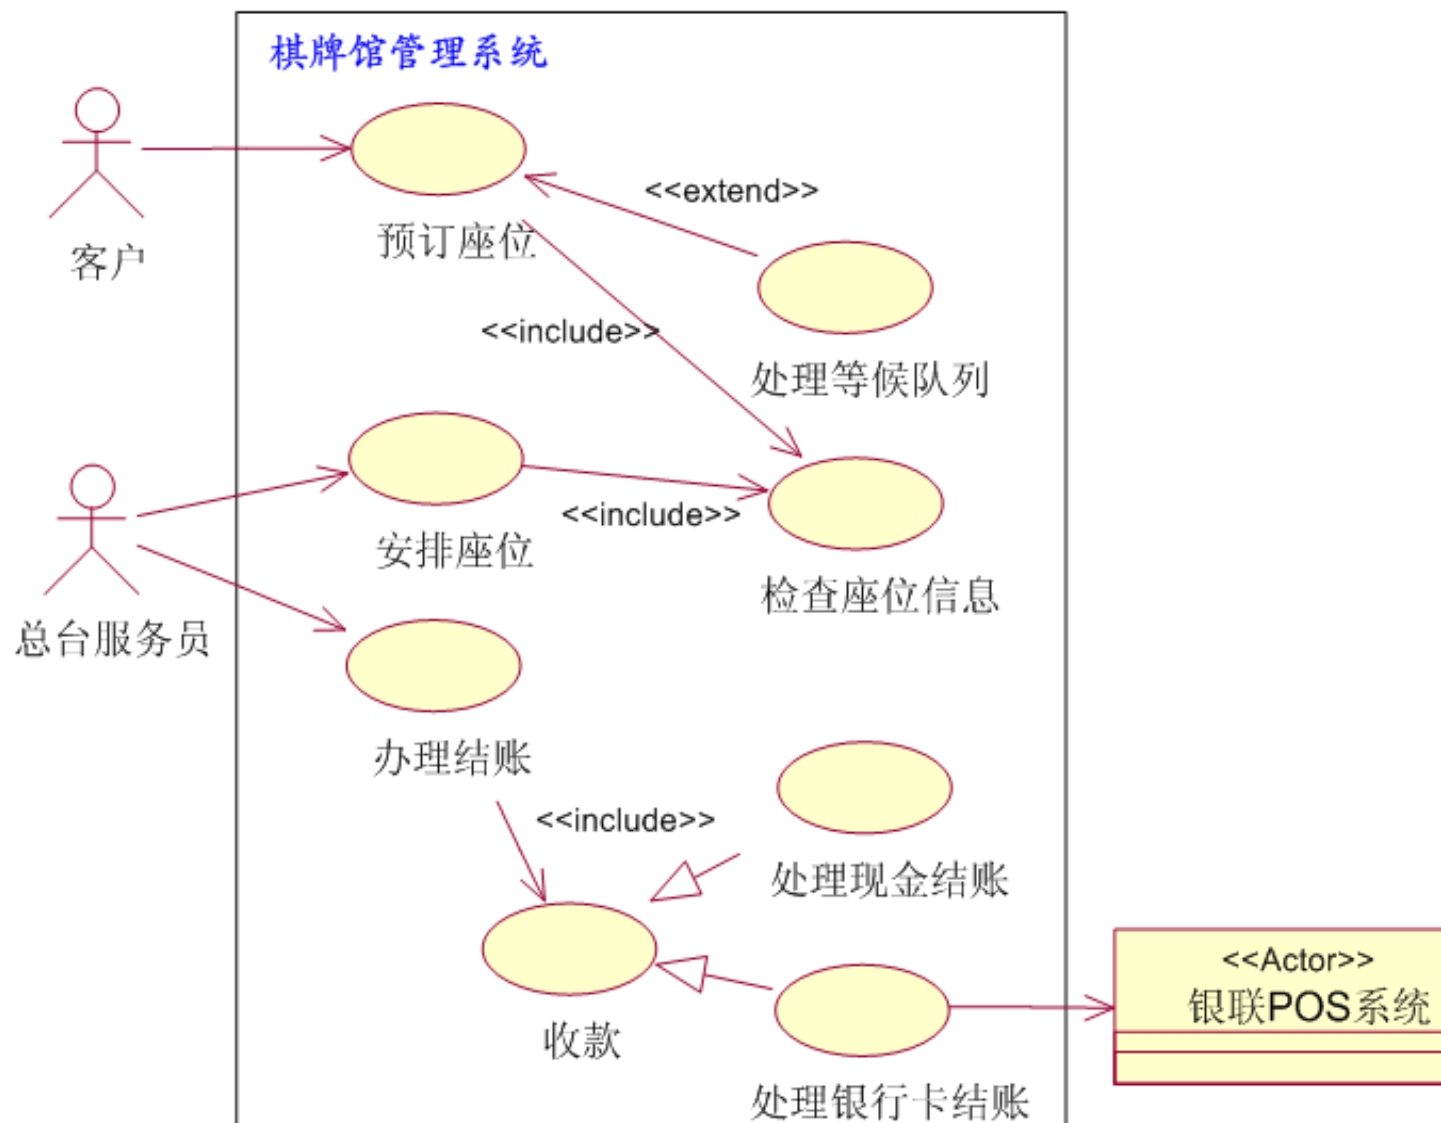 棋牌馆管理系统
<<extend>>
预订座位
客户
<<include>>
处理等候队列
<<include>>
安排座位
检查座位信息
总台服务员
办理结账
<<include>>
处理现金结账
<<Actor>>
银联POS系统
收款
处理银行卡结账